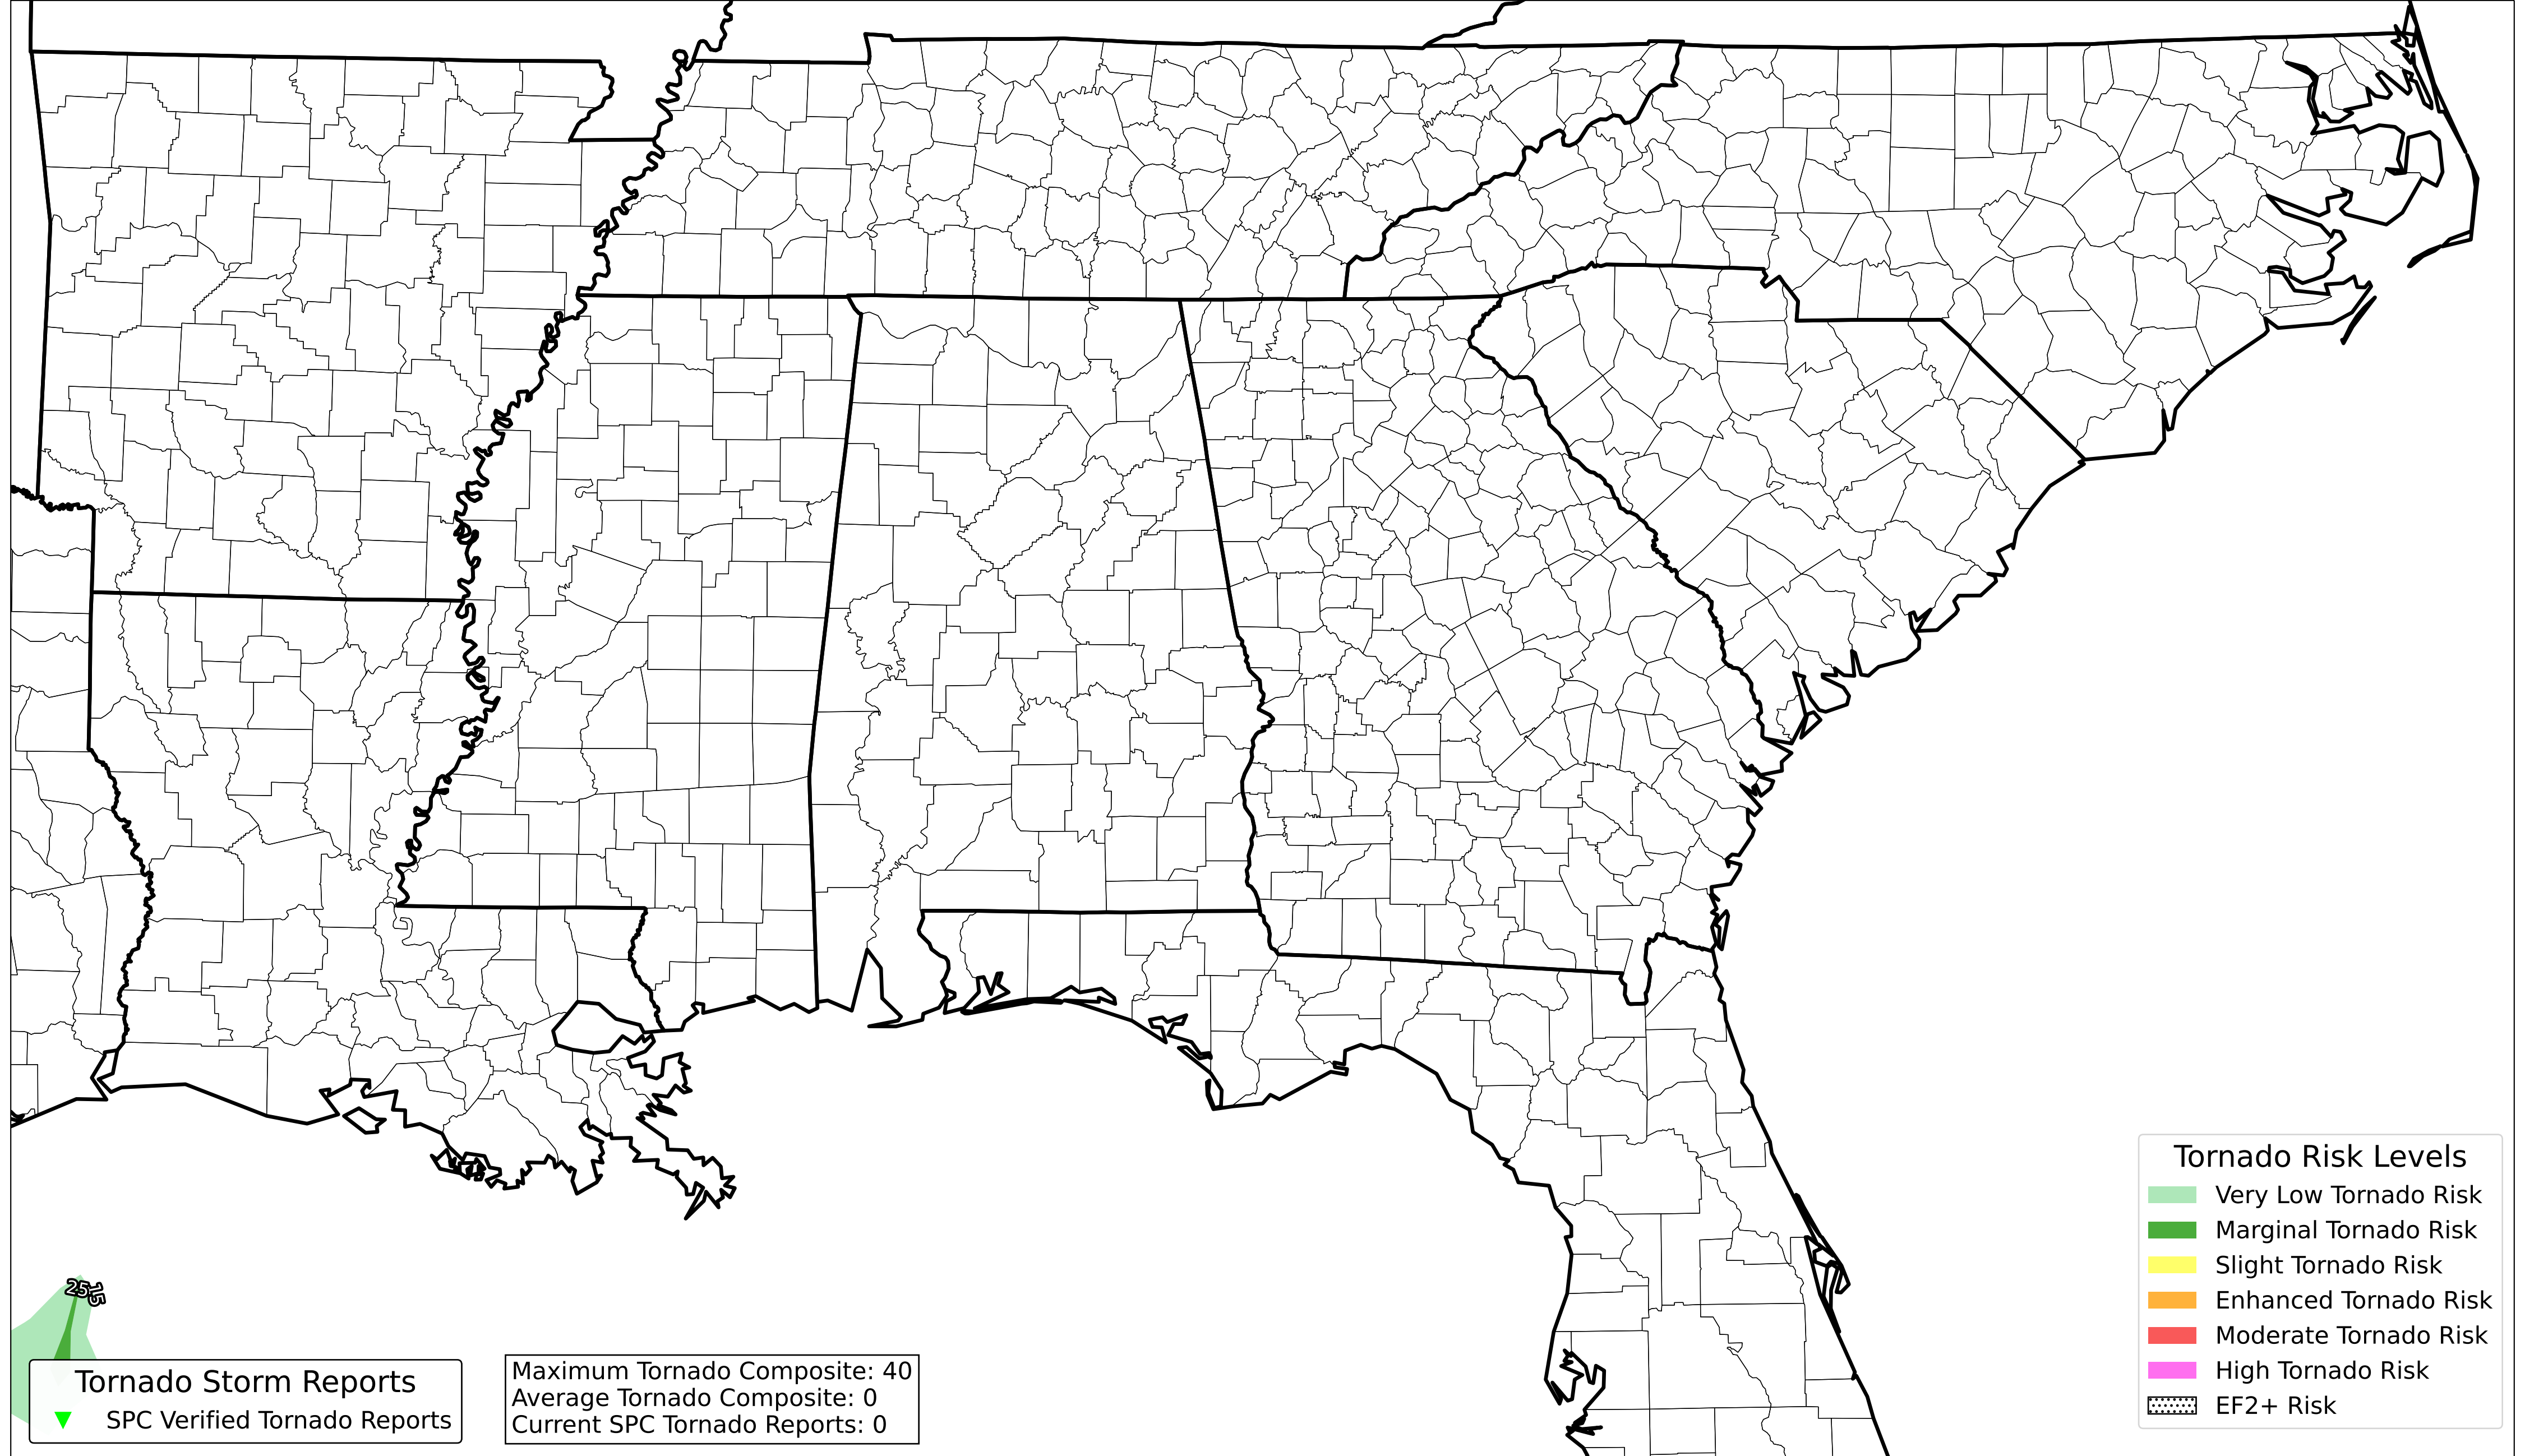 25
15
Tornado Storm Reports
SPC Verified Tornado Reports
Maximum Tornado Composite: 40
Average Tornado Composite: 0
Current SPC Tornado Reports: 0
Tornado Risk Levels
Very Low Tornado Risk
Marginal Tornado Risk
Slight Tornado Risk
Enhanced Tornado Risk
Moderate Tornado Risk
High Tornado Risk
EF2+ Risk